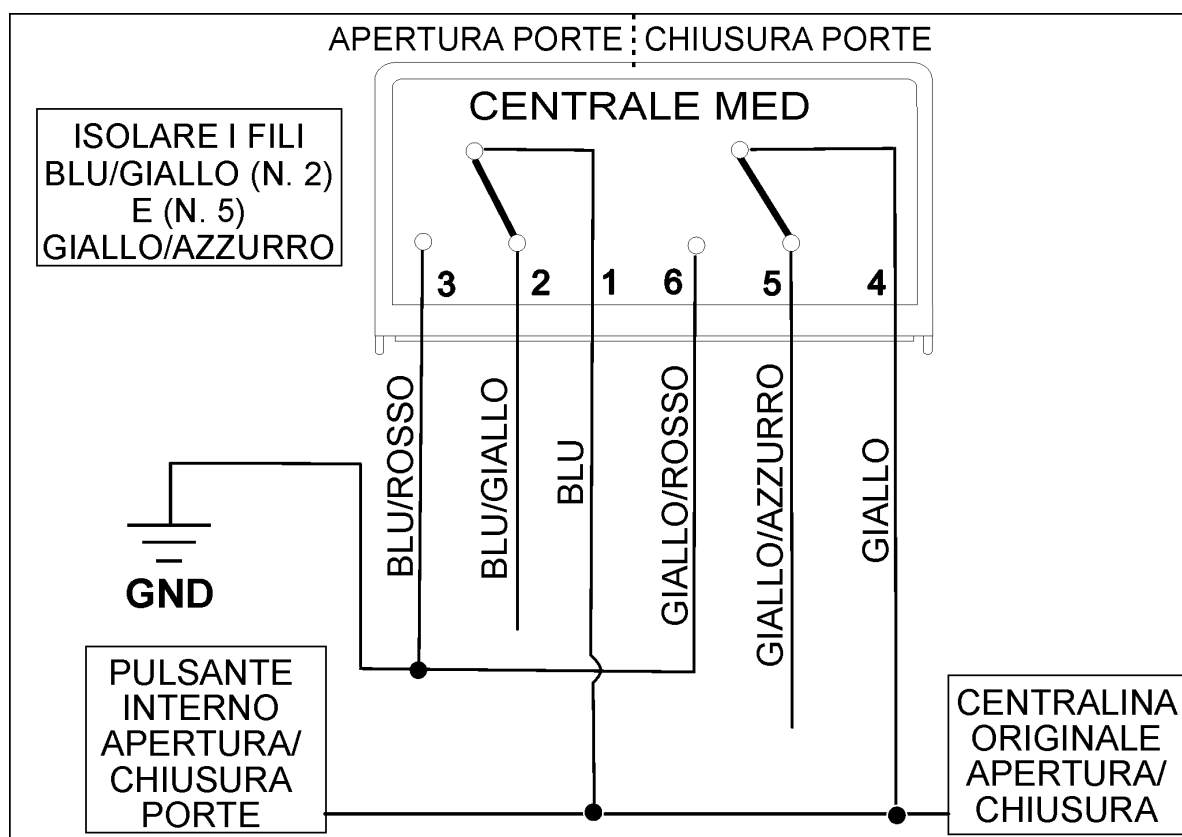 APERTURA PORTE CHIUSURA PORTE
CENTRALE MED
ISOLARE I FILI
BLU/GIALLO (N. 2)
E (N. 5)
GIALLO/AZZURRO
3 2 1 6 5 4
BLU/ROSSO
BLU/GIALLO
BLU
GIALLO/ROSSO
GIALLO/AZZURRO
GIALLO
GND
PULSANTE
INTERNO
APERTURA/
CHIUSURA
PORTE
CENTRALINA
ORIGINALE
APERTURA/
CHIUSURA